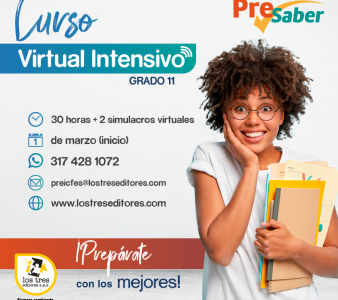 Curso
PreSaber
Virtual Intensivo
GRADO 11
30 horas + 2 simulacros virtuales
1 de marzo (inicio)
317 428 1072
preicfes@lostreseditores.com
www.lostreseditores.com
¡Prepárate
con los mejores!
los tres
editores s.a.s